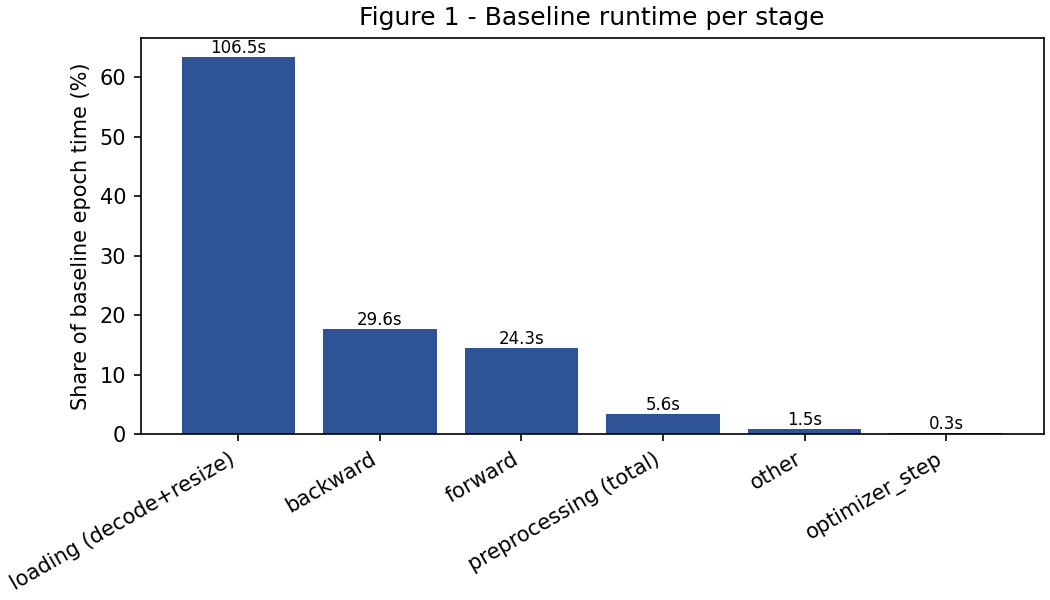 Figure 1 - Baseline runtime per stage
Share of baseline epoch time (%)
60
50
40
30
20
10
0
106.5s
29.6s
24.3s
5.6s
1.5s
0.3s
loading (decode+resize)
backward
forward
preprocessing (total)
other
optimizer_step